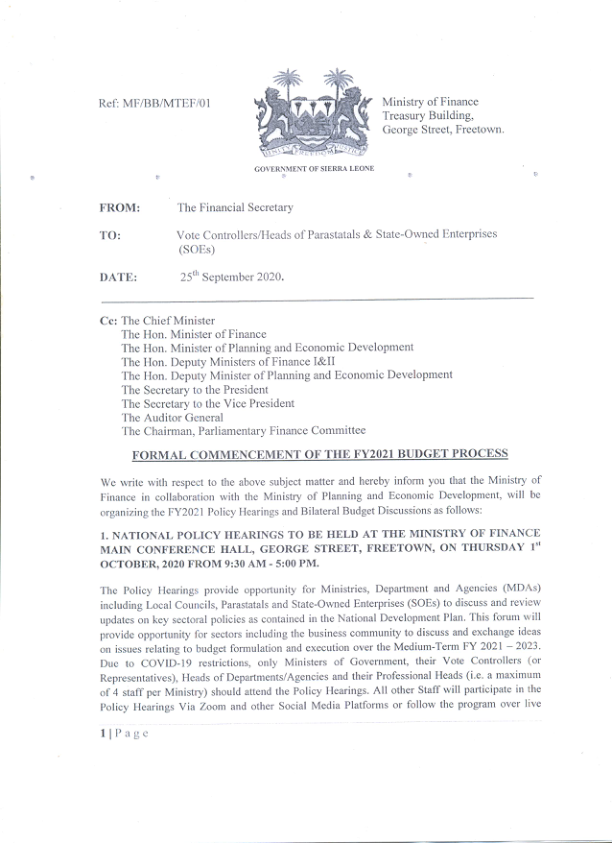 Ref: MF/BB/MTEF/01
Ministry of Finance
Treasury Building,
George Street, Freetown.
UNITY FREEDOM JUSTICE
GOVERNMENT OF SIERRA LEONE
FROM: The Financial Secretary
TO: Vote Controllers/Heads of Parastatals & State-Owned Enterprises
(SOEs)
DATE: 25th September 2020.
Cc: The Chief Minister
The Hon. Minister of Finance
The Hon. Minister of Planning and Economic Development
The Hon. Deputy Ministers of Finance I&II
The Hon. Deputy Minister of Planning and Economic Development
The Secretary to the President
The Secretary to the Vice President
The Auditor General
The Chairman, Parliamentary Finance Committee
FORMAL COMMENCEMENT OF THE FY2021 BUDGET PROCESS
We write with respect to the above subject matter and hereby inform you that the Ministry of
Finance in collaboration with the Ministry of Planning and Economic Development, will be
organizing the FY2021 Policy Hearings and Bilateral Budget Discussions as follows:
1. NATIONAL POLICY HEARINGS TO BE HELD AT THE MINISTRY OF FINANCE
MAIN CONFERENCE HALL, GEORGE STREET, FREETOWN, ON THURSDAY 1st
OCTOBER, 2020 FROM 9:30 AM - 5:00 PM.
The Policy Hearings provide opportunity for Ministries, Department and Agencies (MDAs)
including Local Councils, Parastatals and State-Owned Enterprises (SOEs) to discuss and review
updates on key sectoral policies as contained in the National Development Plan. This forum will
provide opportunity for sectors including the business community to discuss and exchange ideas
on issues relating to budget formulation and execution over the Medium-Term FY 2021 – 2023.
Due to COVID-19 restrictions, only Ministers of Government, their Vote Controllers (or
Representatives), Heads of Departments/Agencies and their Professional Heads (i.e. a maximum
of 4 staff per Ministry) should attend the Policy Hearings. All other Staff will participate in the
Policy Hearings Via Zoom and other Social Media Platforms or follow the program over live
1 | P a g e